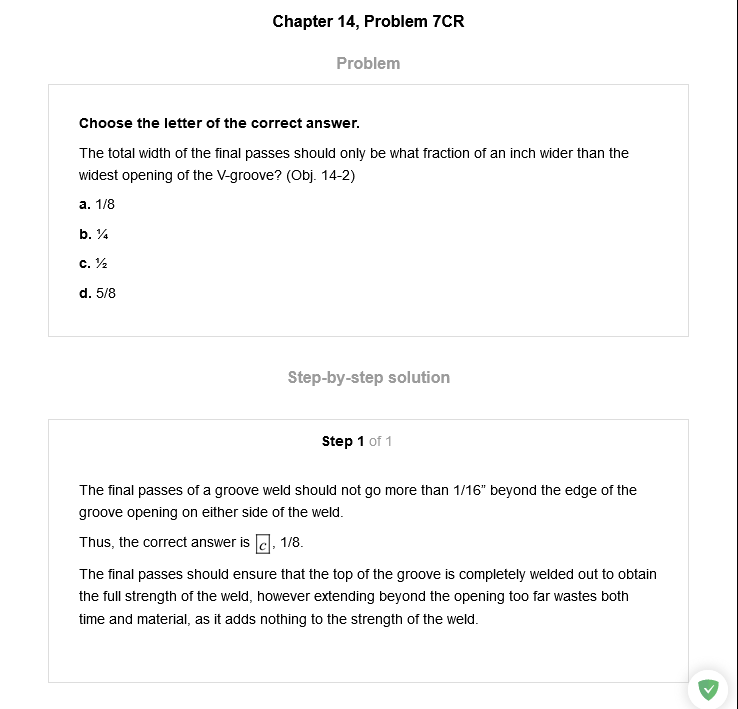 Chapter 14, Problem 7CR
Problem
Choose the letter of the correct answer.
The total width of the final passes should only be what fraction of an inch wider than the
widest opening of the V-groove? (Obj. 14-2)
a. 1/8
b. ¼
c. ½
d. 5/8
Step-by-step solution
Step 1 of 1
The final passes of a groove weld should not go more than 1/16” beyond the edge of the
groove opening on either side of the weld.
Thus, the correct answer is c, 1/8.
The final passes should ensure that the top of the groove is completely welded out to obtain
the full strength of the weld, however extending beyond the opening too far wastes both
time and material, as it adds nothing to the strength of the weld.